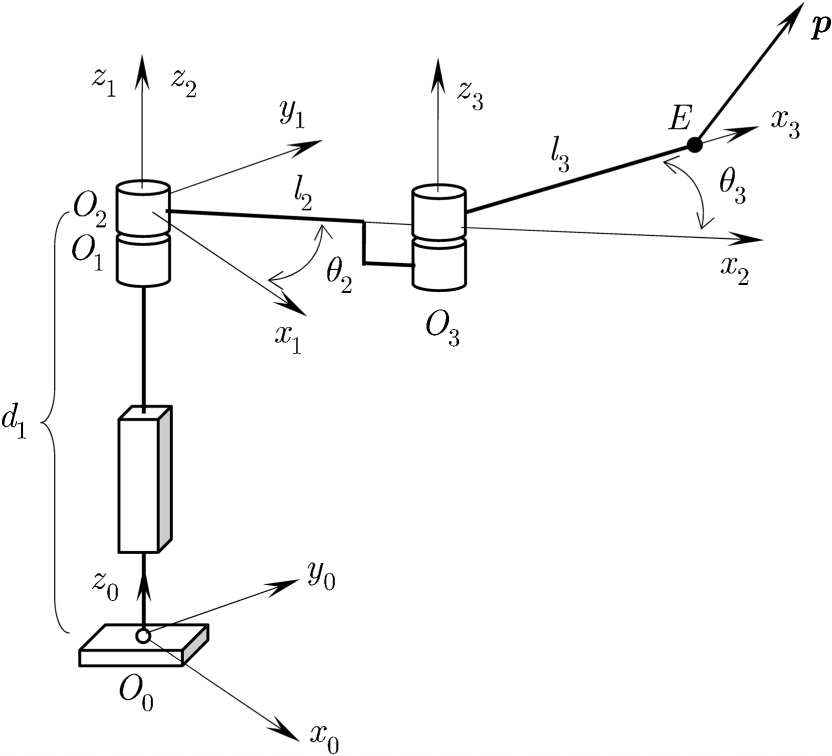 p
z₁ z₂
z₃
y₁
E
x₃
l₃
l₂
θ₃
O₂
O₁
θ₂
x₂
x₁
O₃
d₁
z₀
y₀
O₀
x₀